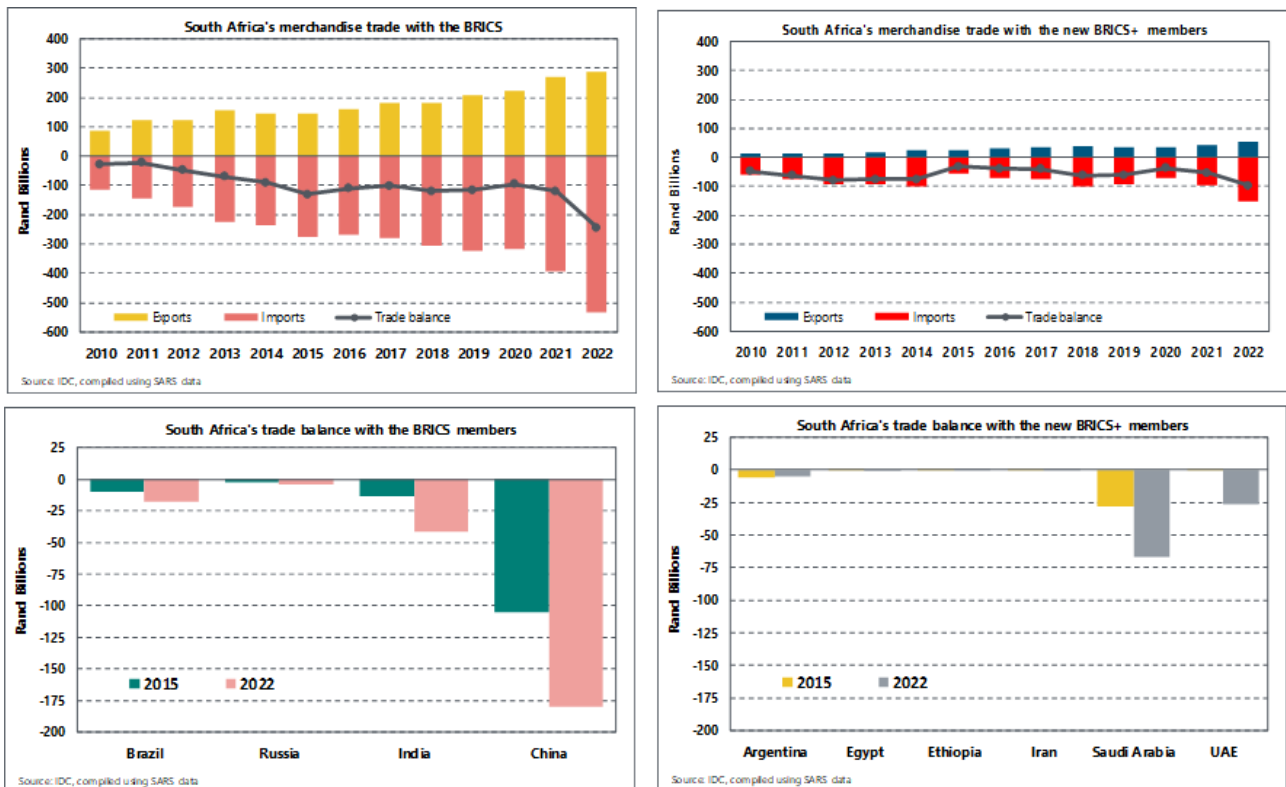 South Africa's merchandise trade with the BRICS
400
300
200
100
0
-100
-200
-300
-400
-500
-600
Rand Billions
Exports Imports Trade balance
2010 2011 2012 2013 2014 2015 2016 2017 2018 2019 2020 2021 2022
Source: IDC, compiled using SARS data
South Africa's merchandise trade with the new BRICS+ members
400
300
200
100
0
-100
-200
-300
-400
-500
-600
Rand Billions
Exports Imports Trade balance
2010 2011 2012 2013 2014 2015 2016 2017 2018 2019 2020 2021 2022
Source: IDC, compiled using SARS data
South Africa's trade balance with the BRICS members
25
0
-25
-50
-75
-100
-125
-150
-175
-200
Rand Billions
2015 2022
Brazil Russia India China
Source: IDC, compiled using SARS data
South Africa's trade balance with the new BRICS+ members
25
0
-25
-50
-75
-100
-125
-150
-175
-200
Rand Billions
2015 2022
Argentina Egypt Ethiopia Iran Saudi Arabia UAE
Source: IDC, compiled using SARS data